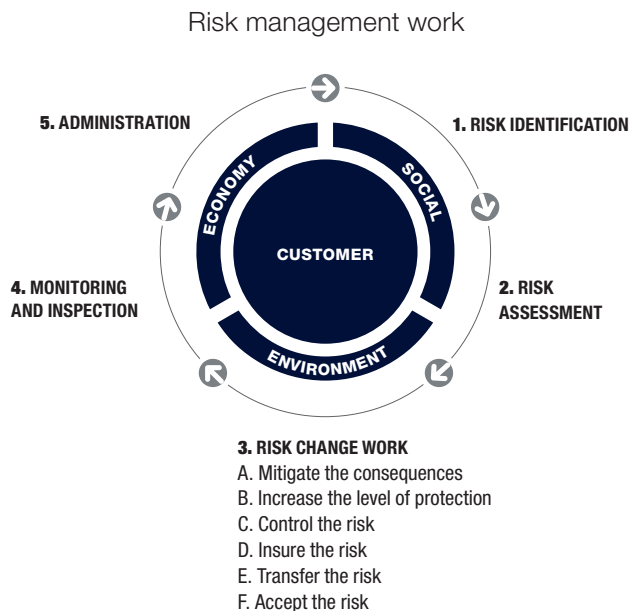 Risk management work
5. ADMINISTRATION
1. RISK IDENTIFICATION
ECONOMY
SOCIAL
CUSTOMER
4. MONITORING
AND INSPECTION
2. RISK
ASSESSMENT
ENVIRONMENT
3. RISK CHANGE WORK
A. Mitigate the consequences
B. Increase the level of protection
C. Control the risk
D. Insure the risk
E. Transfer the risk
F. Accept the risk